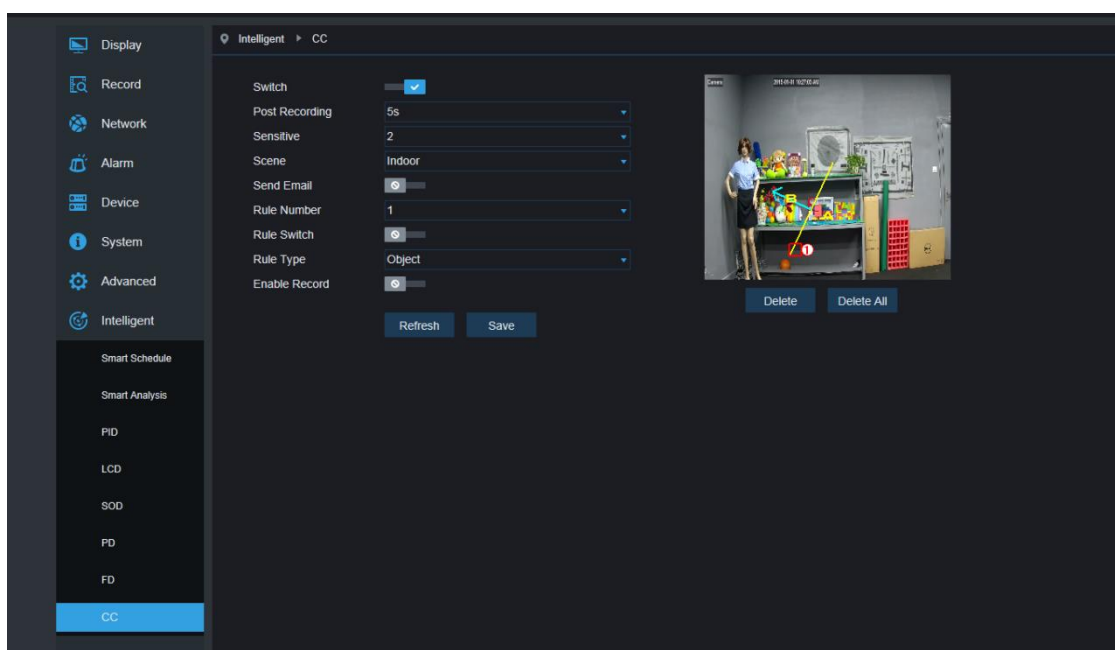 Display
Record
Network
Alarm
Device
System
Advanced
Intelligent
Smart Schedule
Smart Analysis
PID
LCD
SOD
PD
FD
CC
Intelligent CC
Switch
Post Recording 5s
Sensitive 2
Scene Indoor
Send Email
Rule Number 1
Rule Switch
Rule Type Object
Enable Record
Refresh Save
Camera
B
A
1
Delete Delete All